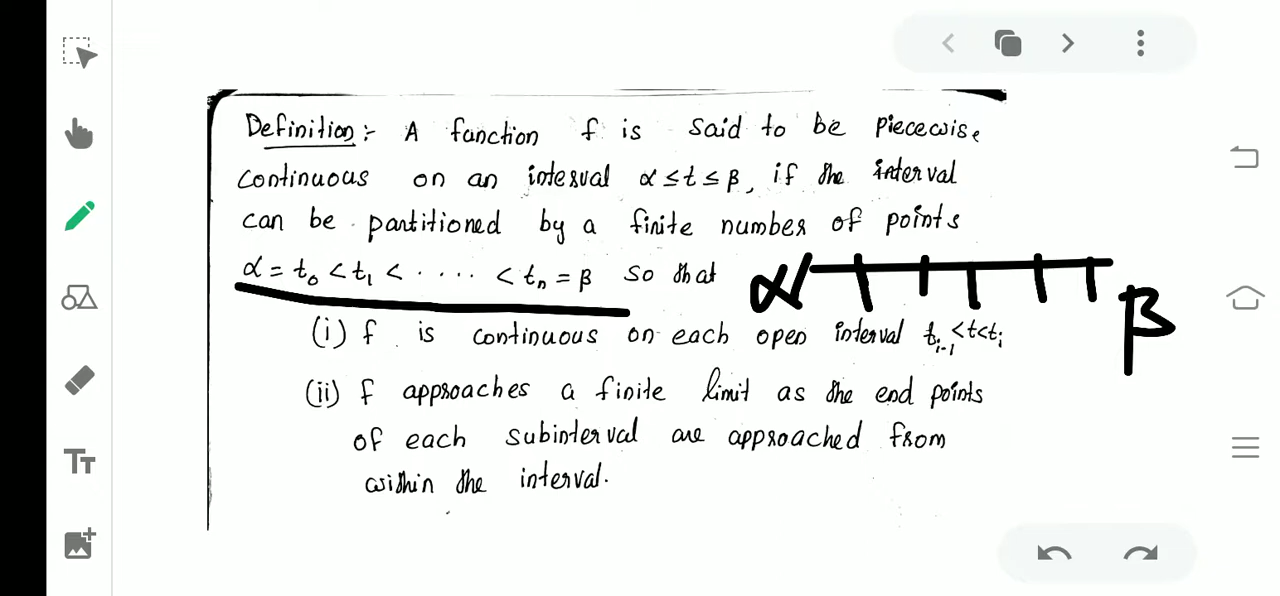 Definition:- A function f is said to be piecewise
continuous on an interval α ≤ t ≤ β, if the interval
can be partitioned by a finite number of points
α = t₀ < t₁ < ..... < tₙ = β so that
α β
(i) f is continuous on each open interval tᵢ₋₁ < t < tᵢ
(ii) f approaches a finite limit as the end points
of each subinterval are approached from
within the interval.
TT